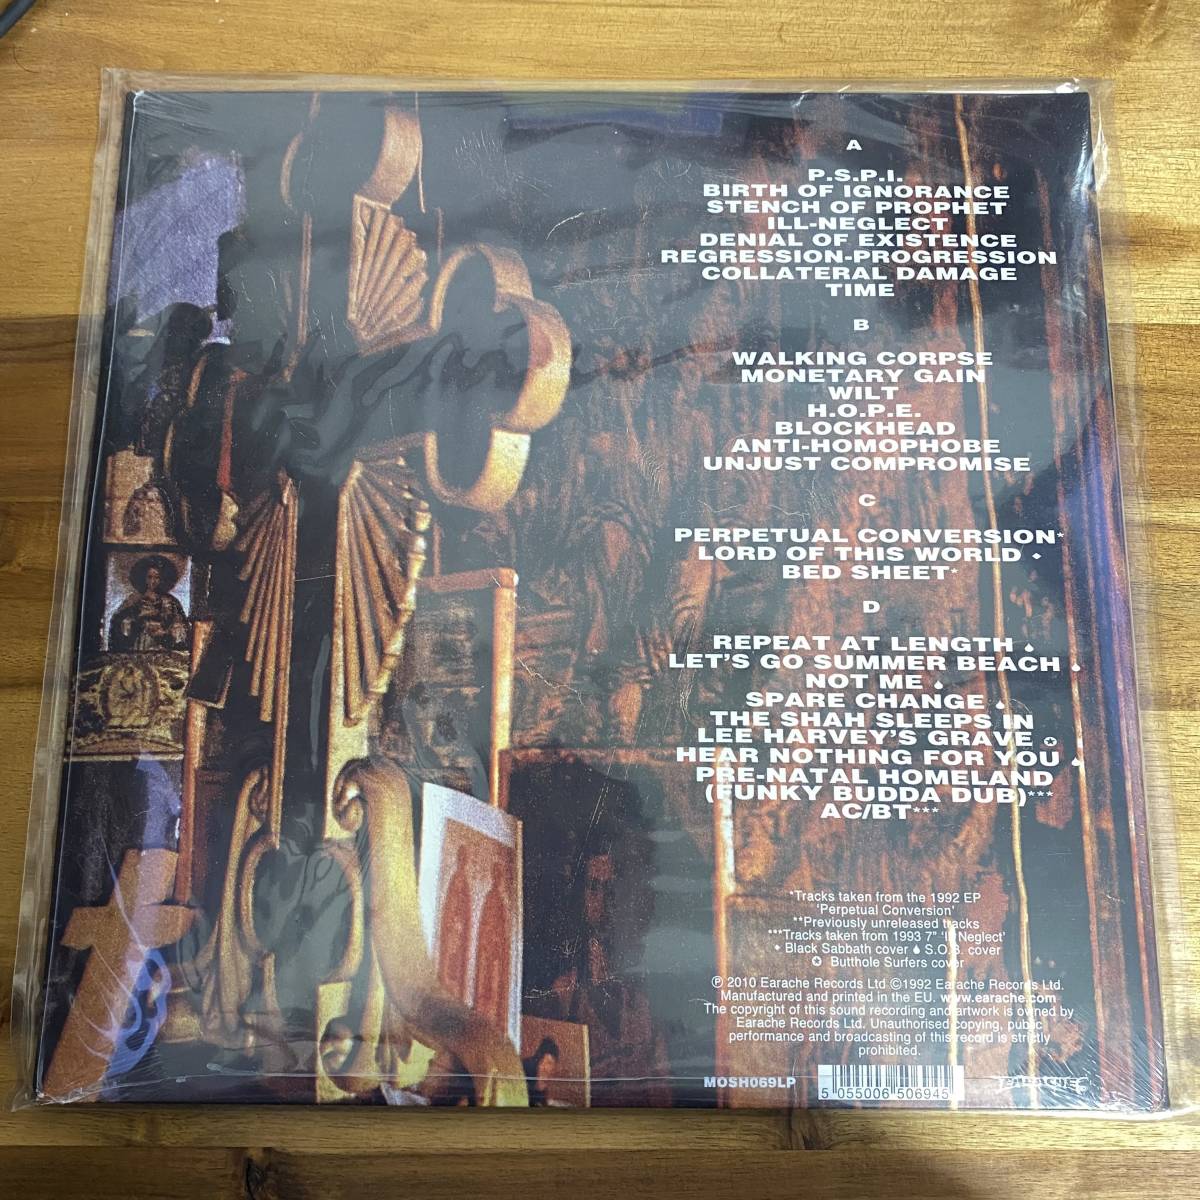 A
P.S.P.I.
BIRTH OF IGNORANCE
STENCH OF PROPHET
ILL-NEGLECT
DENIAL OF EXISTENCE
REGRESSION-PROGRESSION
COLLATERAL DAMAGE
TIME
B
WALKING CORPSE
MONETARY GAIN
WILT
H.O.P.E.
BLOCKHEAD
ANTI-HOMOPHOBE
UNJUST COMPROMISE
C
PERPETUAL CONVERSION*
LORD OF THIS WORLD ♦
BED SHEET*
D
REPEAT AT LENGTH
LET'S GO SUMMER BEACH
NOT ME
SPARE CHANGE
THE SHAH SLEEPS IN
LEE HARVEY'S GRAVE ✪
HEAR NOTHING FOR YOU
PRE-NATAL HOMELAND
(FUNKY BUDDA DUB)***
AC/BT***
*Tracks taken from the 1992 EP
'Perpetual Conversion'
**Previously unreleased tracks
***Tracks taken from 1993 7" 'Ill Neglect'
♦ Black Sabbath cover S.O.B. cover
✪ Butthole Surfers cover
℗ 2010 Earache Records Ltd ©1992 Earache Records Ltd.
Manufactured and printed in the EU. www.earache.com
The copyright of this sound recording and artwork is owned by
Earache Records Ltd. Unauthorised copying, public
performance and broadcasting of this record is strictly
prohibited.
MOSH069LP
5 055006 506945
EARACHE